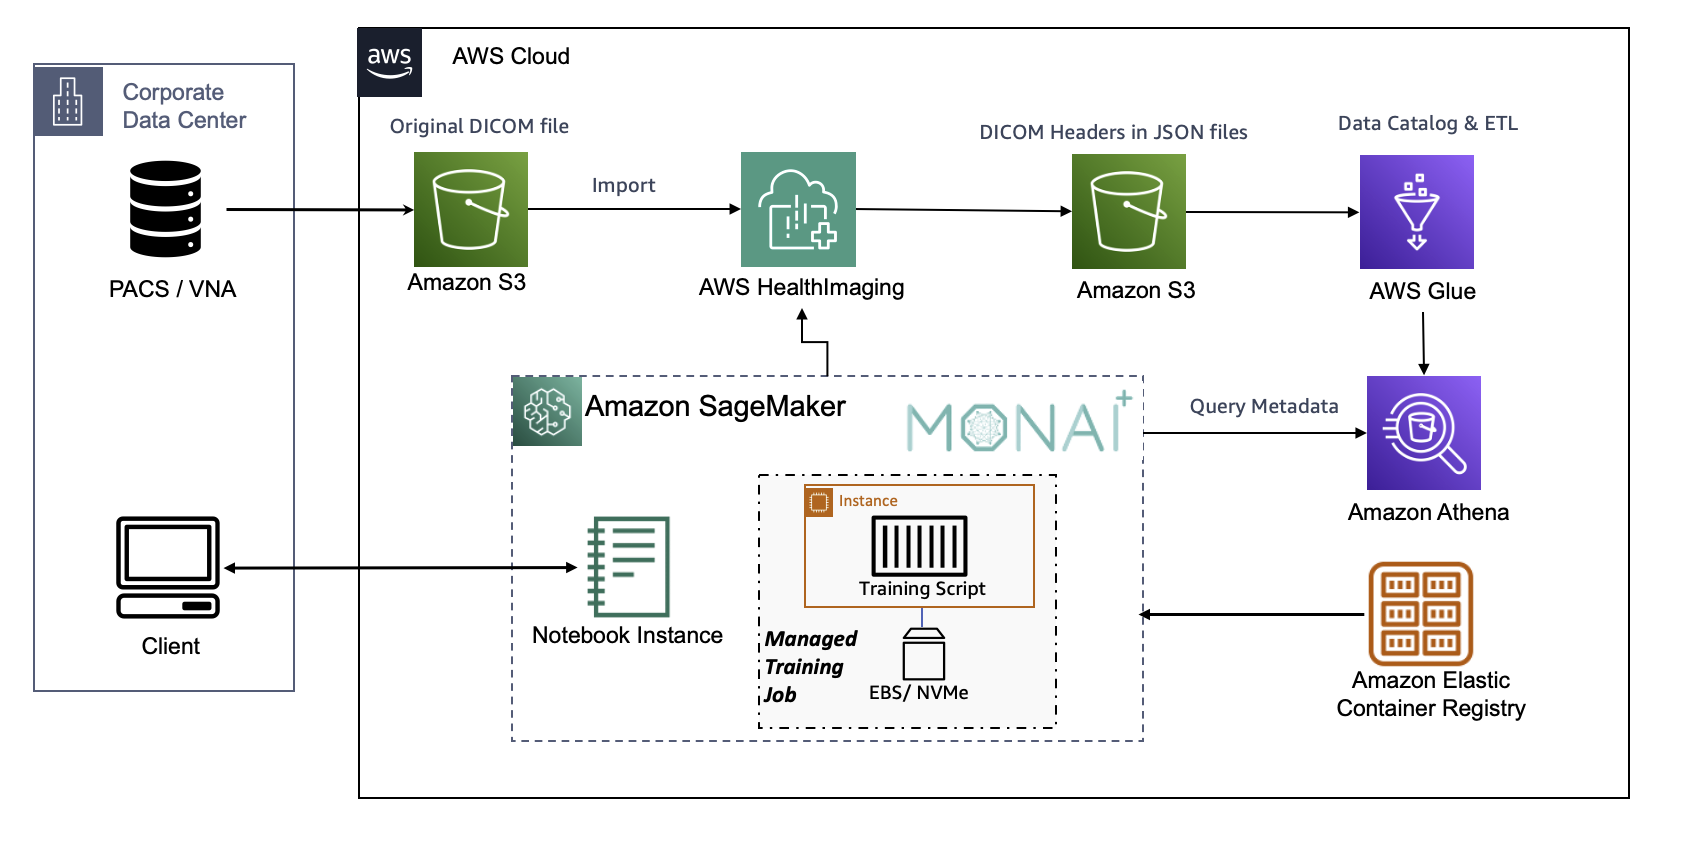 aws
AWS Cloud
Corporate
Data Center
Original DICOM file
Import
DICOM Headers in JSON files
Data Catalog & ETL
PACS / VNA
Amazon S3
AWS HealthImaging
Amazon S3
AWS Glue
Amazon SageMaker
MONAI
Query Metadata
Amazon Athena
Instance
Training Script
Managed
Training
Job
EBS/ NVMe
Notebook Instance
Client
Amazon Elastic
Container Registry